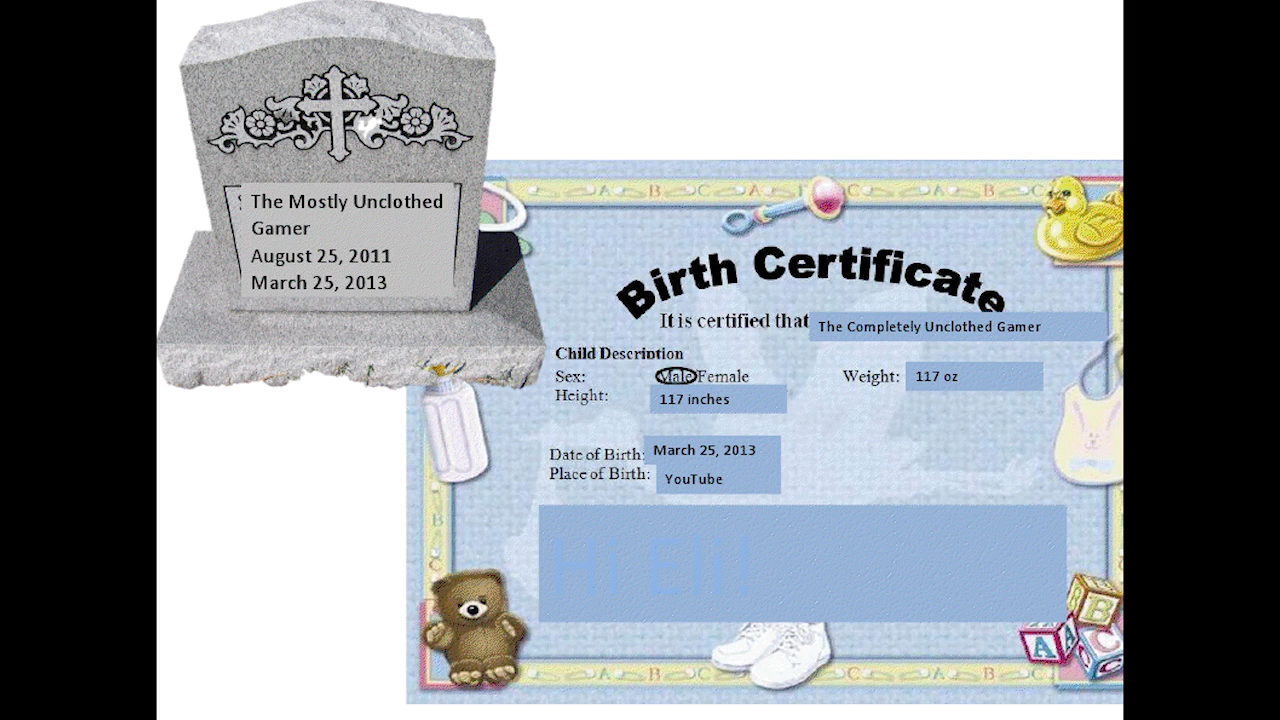 The Mostly Unclothed
Gamer
August 25, 2011
March 25, 2013
Birth Certificate
It is certified that The Completely Unclothed Gamer
Child Description
Sex: Male/Female Weight: 117 oz
Height: 117 inches
Date of Birth: March 25, 2013
Place of Birth: YouTube
Hi Eli!